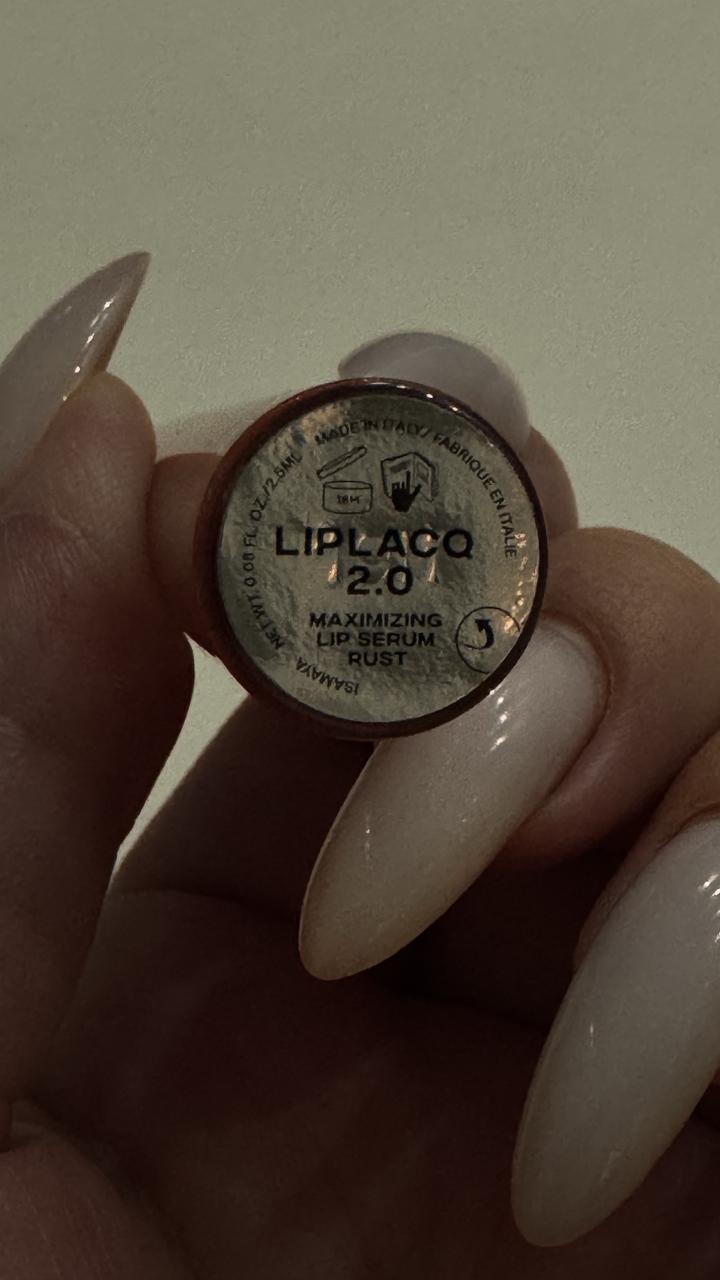 MADE IN ITALY/ FABRIQUE EN ITALIE
NET WT. 0.08 FL. OZ./2.5ML
18M
LIPLACQ
2.0
MAXIMIZING
LIP SERUM
RUST
ISAMAYA